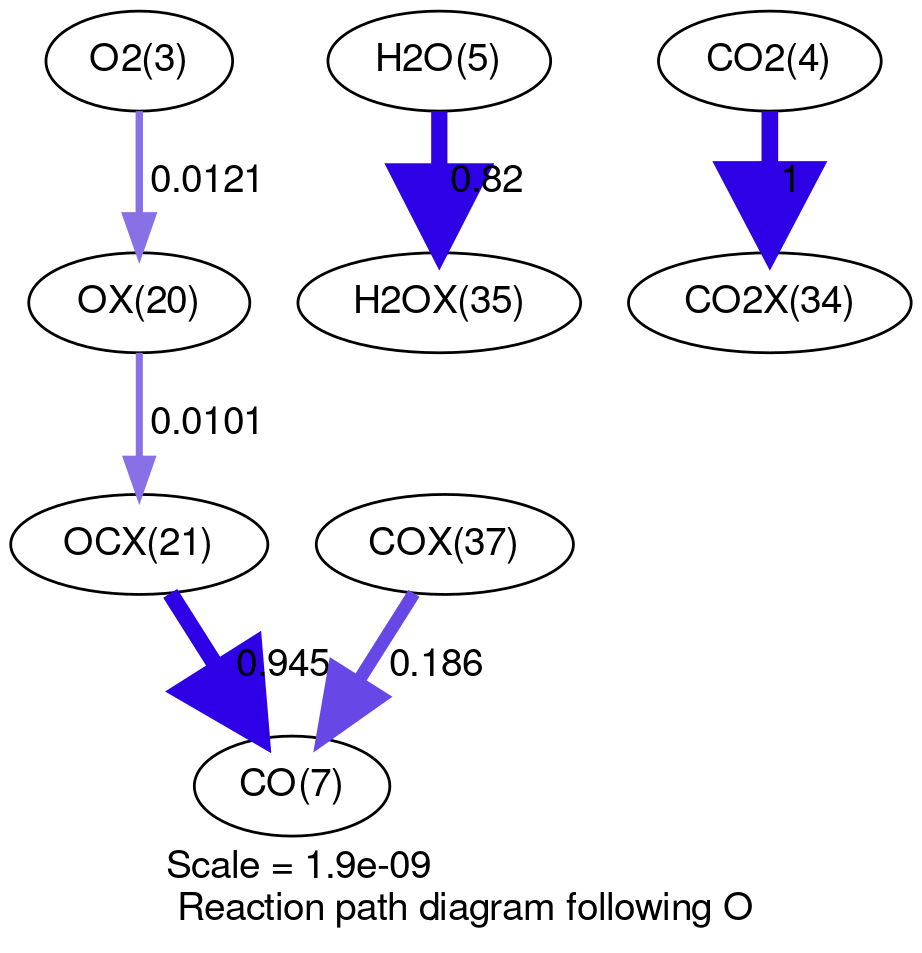 O2(3)
H2O(5)
CO2(4)
0.0121
0.82
1
OX(20)
H2OX(35)
CO2X(34)
0.0101
OCX(21)
COX(37)
0.945
0.186
CO(7)
Scale = 1.9e-09
Reaction path diagram following O